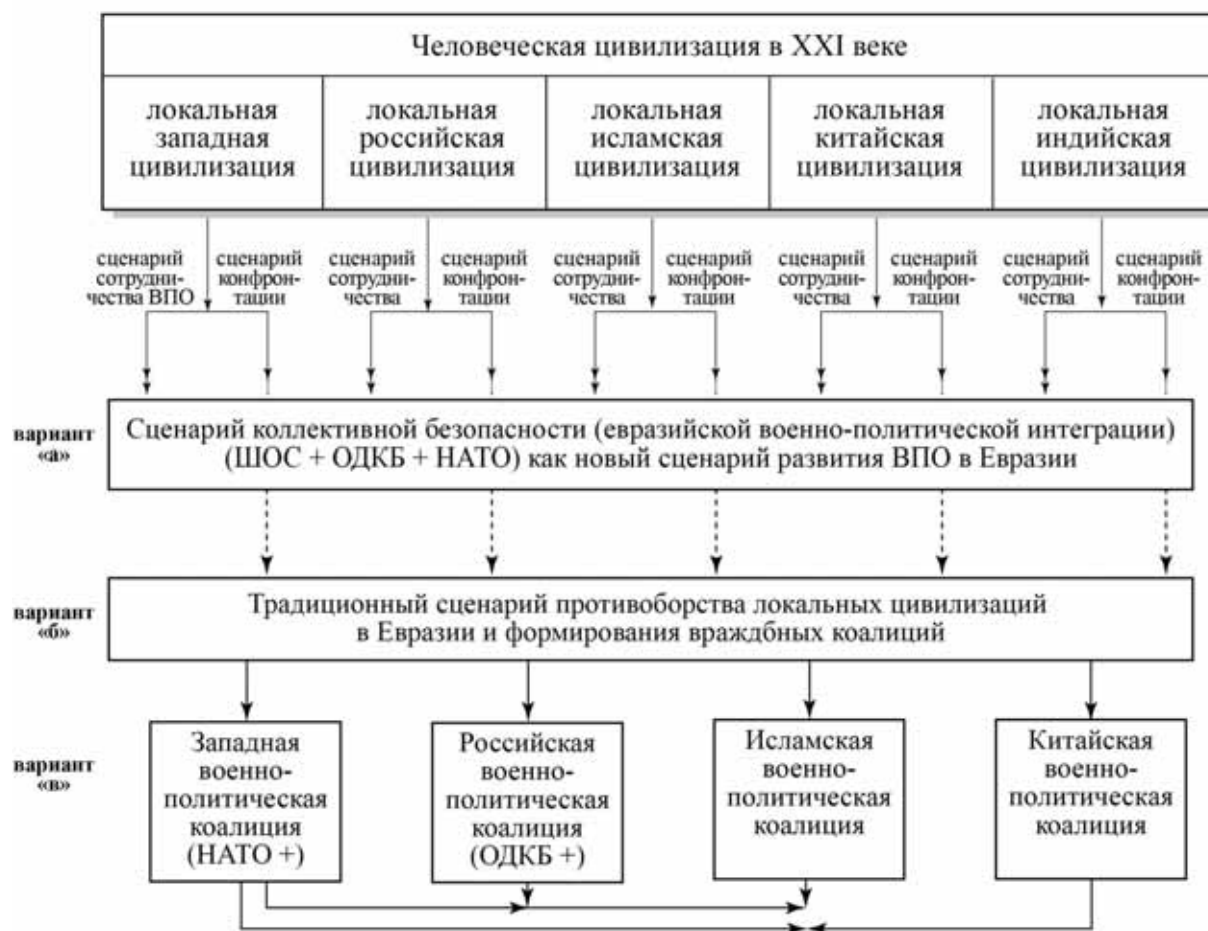 Человеческая цивилизация в XXI веке
локальная
западная
цивилизация
локальная
российская
цивилизация
локальная
исламская
цивилизация
локальная
китайская
цивилизация
локальная
индийская
цивилизация
сценарий
сотрудни-
чества ВПО
сценарий
конфрон-
тации
сценарий
сотрудни-
чества
сценарий
конфрон-
тации
сценарий
сотрудни-
чества
сценарий
конфрон-
тации
сценарий
сотрудни-
чества
сценарий
конфрон-
тации
сценарий
сотрудни-
чества
сценарий
конфрон-
тации
вариант
«а»
Сценарий коллективной безопасности (евразийской военно-политической интеграции)
(ШОС + ОДКБ + НАТО) как новый сценарий развития ВПО в Евразии
вариант
«б»
Традиционный сценарий противоборства локальных цивилизаций
в Евразии и формирования враждбных коалиций
вариант
«в»
Западная
военно-
политическая
коалиция
(НАТО +)
Российская
военно-
политическая
коалиция
(ОДКБ +)
Исламская
военно-
политическая
коалиция
Китайская
военно-
политическая
коалиция